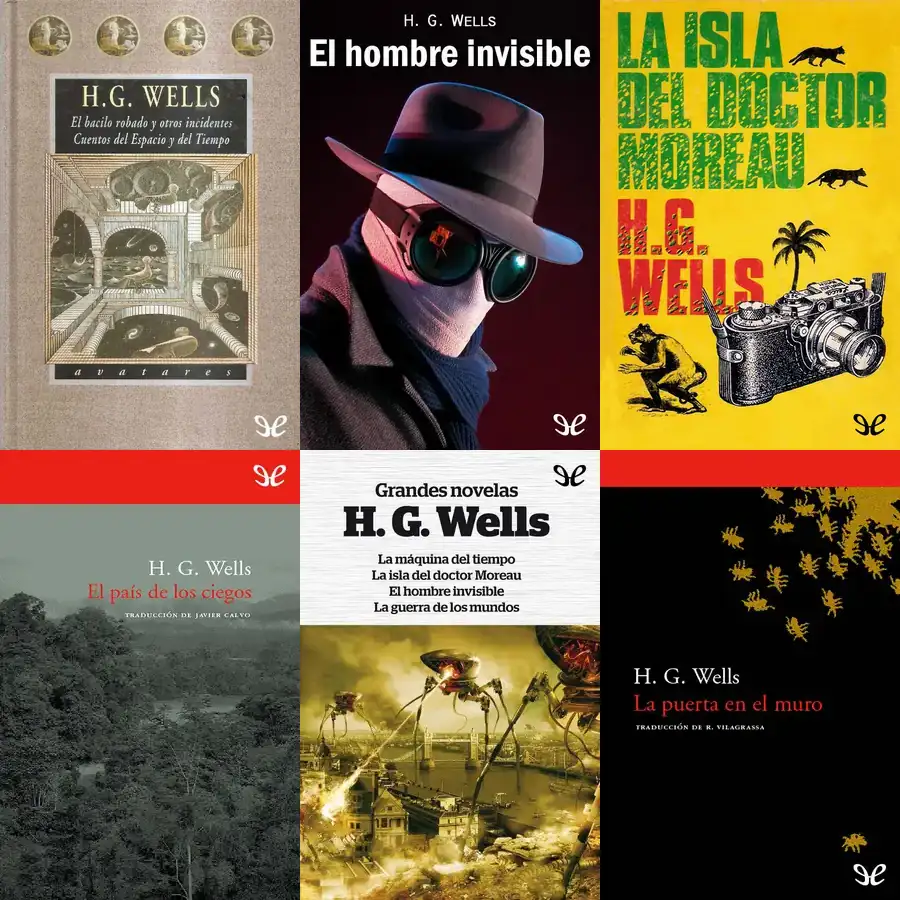 H.G. WELLS
El bacilo robado y otros incidentes
Cuentos del Espacio y del Tiempo
avatares
H. G. WELLS
El hombre invisible
LA ISLA
DEL DOCTOR
MOREAU
H.G.
WELLS
H. G. Wells
El país de los ciegos
TRADUCCIÓN DE JAVIER CALVO
Grandes novelas
H. G. Wells
La máquina del tiempo
La isla del doctor Moreau
El hombre invisible
La guerra de los mundos
H. G. Wells
La puerta en el muro
TRADUCCIÓN DE R. VILAGRASSA